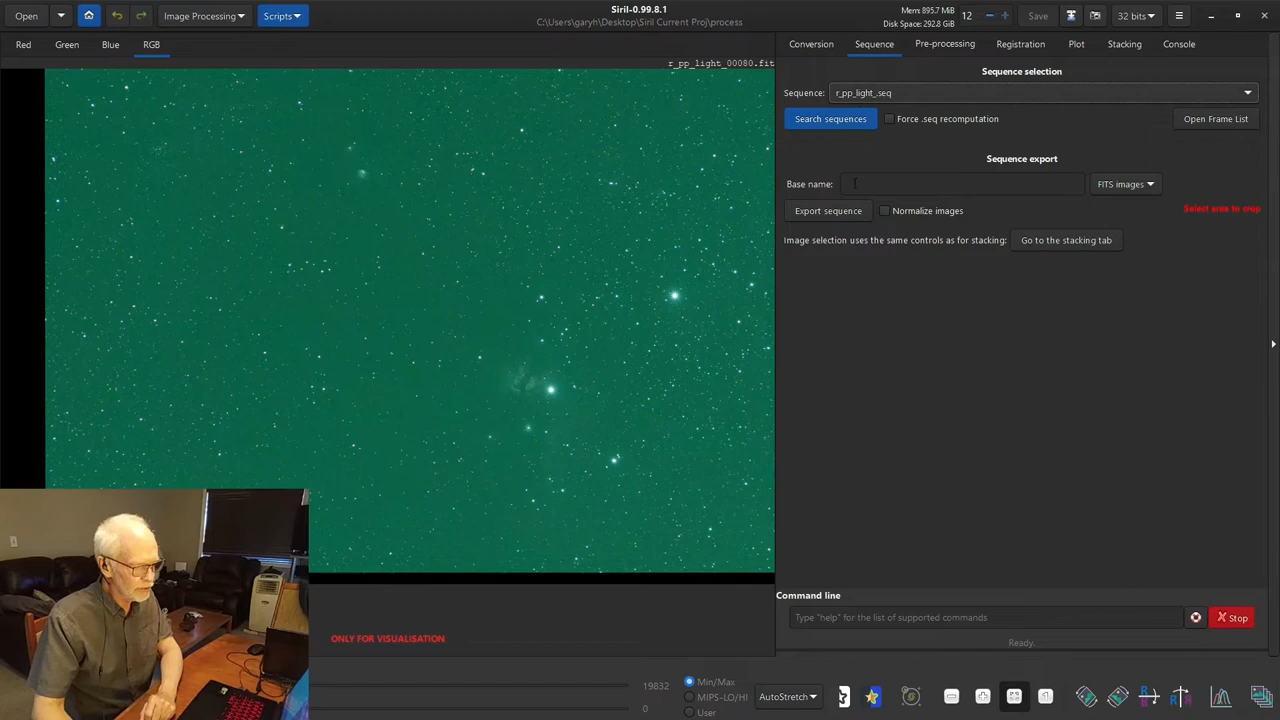 Open
Image Processing
Scripts
Siril-0.99.8.1
C:\Users\garyh\Desktop\Siril Current Proj\process
Mem: 895.7 MiB
Disk Space: 292.8 GiB
12
Save
32 bits
Red
Green
Blue
RGB
r_pp_light_00080.fit
Conversion
Sequence
Pre-processing
Registration
Plot
Stacking
Console
Sequence selection
Sequence:
r_pp_light_seq
Search sequences
Force .seq recomputation
Open Frame List
Sequence export
Base name:
FITS images
Export sequence
Normalize images
Select area to crop
Image selection uses the same controls as for stacking:
Go to the stacking tab
Command line
Type "help" for the list of supported commands
Stop
Ready.
ONLY FOR VISUALISATION
19832
0
Min/Max
MIPS-LO/HI
User
AutoStretch